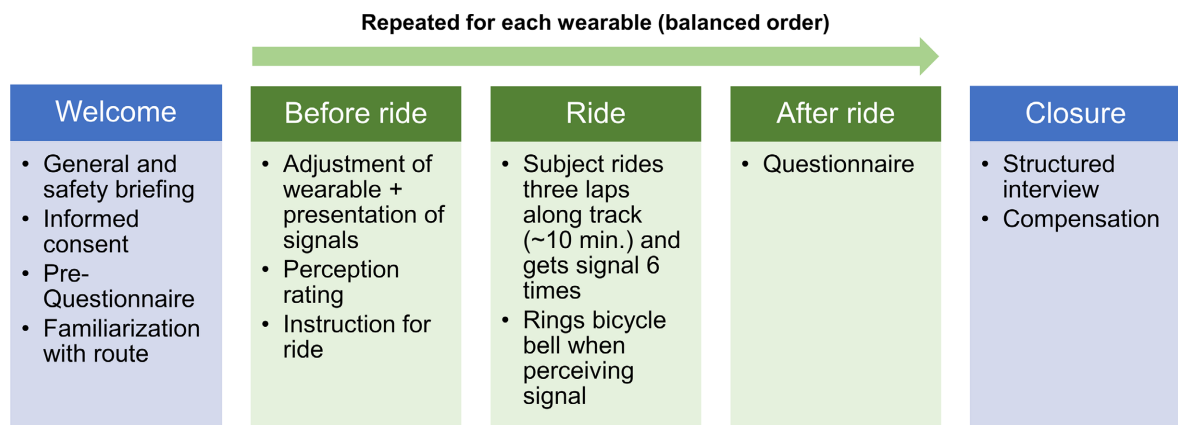 Repeated for each wearable (balanced order)
Welcome
• General and
safety briefing
• Informed
consent
• Pre-
Questionnaire
• Familiarization
with route
Before ride
• Adjustment of
wearable +
presentation of
signals
• Perception
rating
• Instruction for
ride
Ride
• Subject rides
three laps
along track
(~10 min.) and
gets signal 6
times
• Rings bicycle
bell when
perceiving
signal
After ride
• Questionnaire
Closure
• Structured
interview
• Compensation